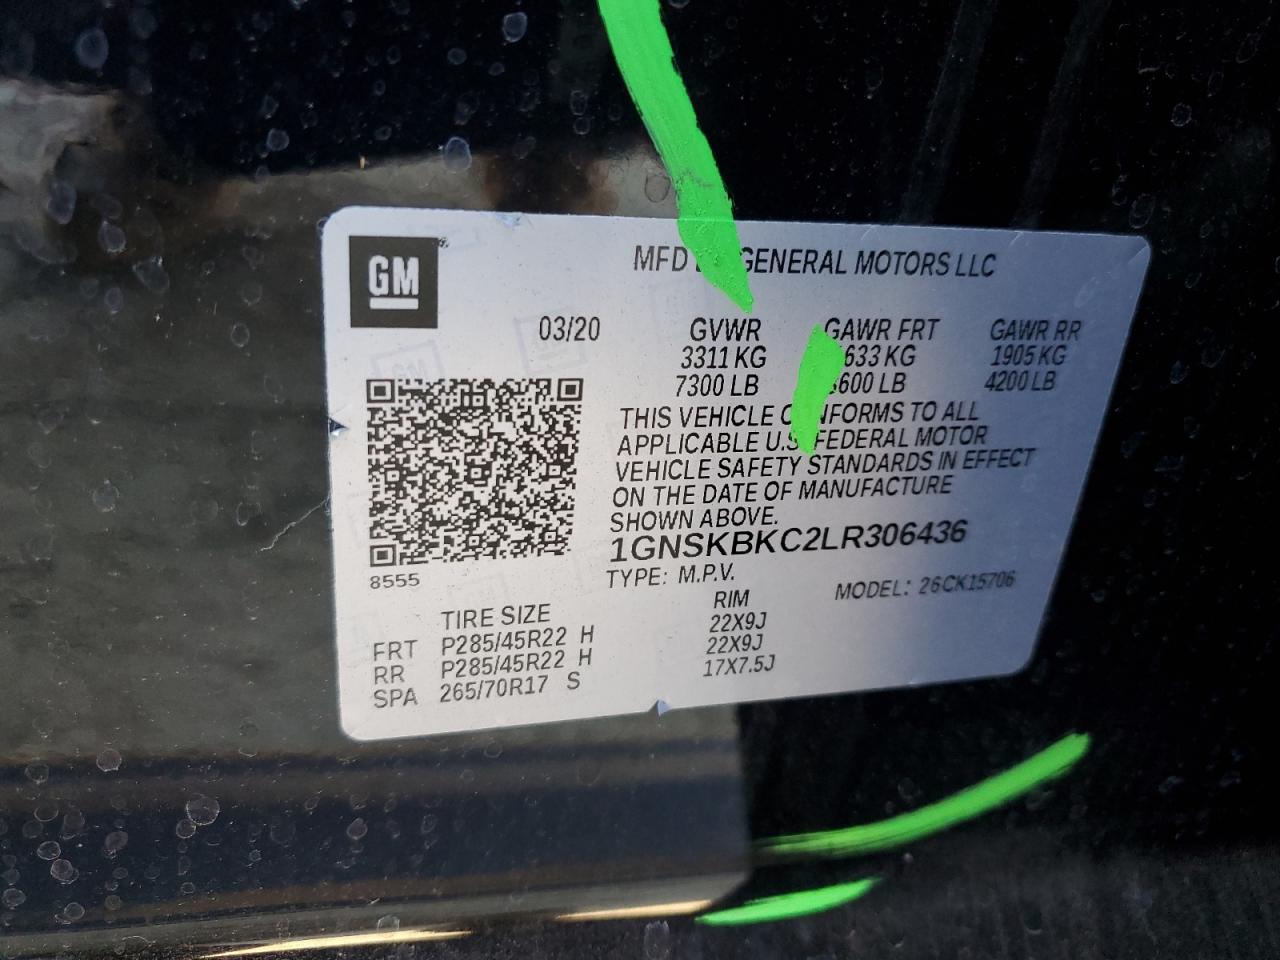 GM
MFD GENERAL MOTORS LLC
03/20 GVWR GAWR FRT GAWR RR
3311 KG 633 KG 1905 KG
7300 LB 600 LB 4200 LB
THIS VEHICLE CONFORMS TO ALL
APPLICABLE U.S. FEDERAL MOTOR
VEHICLE SAFETY STANDARDS IN EFFECT
ON THE DATE OF MANUFACTURE
SHOWN ABOVE.
1GNSKBKC2LR306436
8555
TYPE: M.P.V. MODEL: 26CK15706
TIRE SIZE RIM
FRT P285/45R22 H 22X9J
RR P285/45R22 H 22X9J
SPA 265/70R17 S 17X7.5J